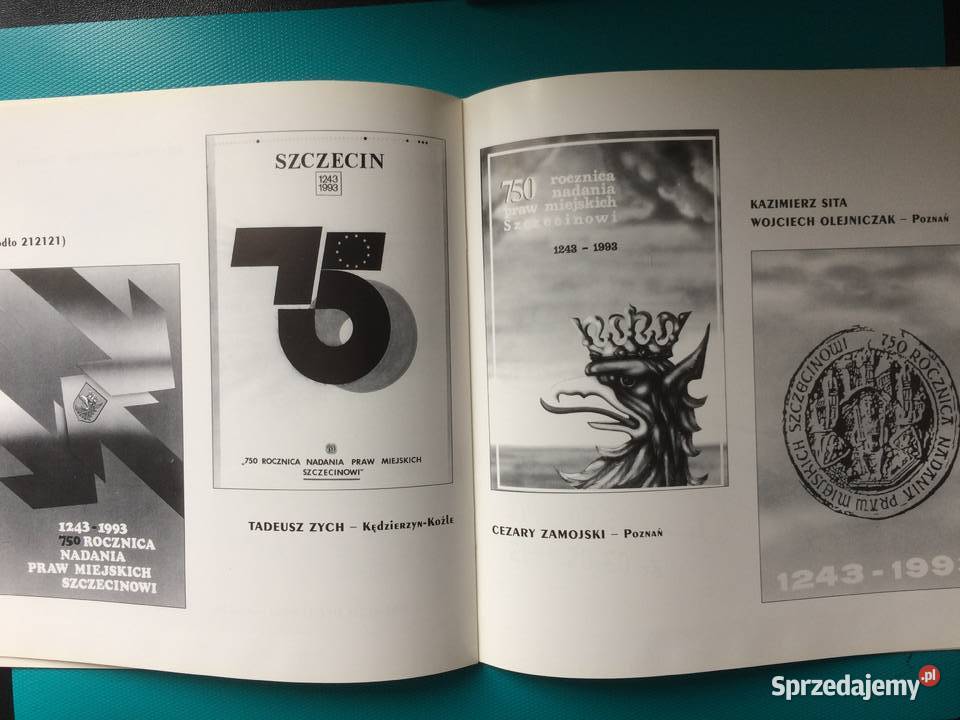 odło 212121)
1243-1993
750 ROCZNICA
NADANIA
PRAW MIEJSKICH
SZCZECINOWI
SZCZECIN
1243
1993
75
„750 ROCZNICA NADANIA PRAW MIEJSKICH
SZCZECINOWI”
TADEUSZ ZYCH – Kędzierzyn-Koźle
750 rocznica
nadania
praw miejskich
Szczecinowi
1243 - 1993
CEZARY ZAMOJSKI – Poznań
KAZIMIERZ SITA
WOJCIECH OLEJNICZAK – Poznań
750 ROCZNICA NADANIA PRAW MIEJSKICH SZCZECINOWI
1243-1993
Sprzedajemy.pl